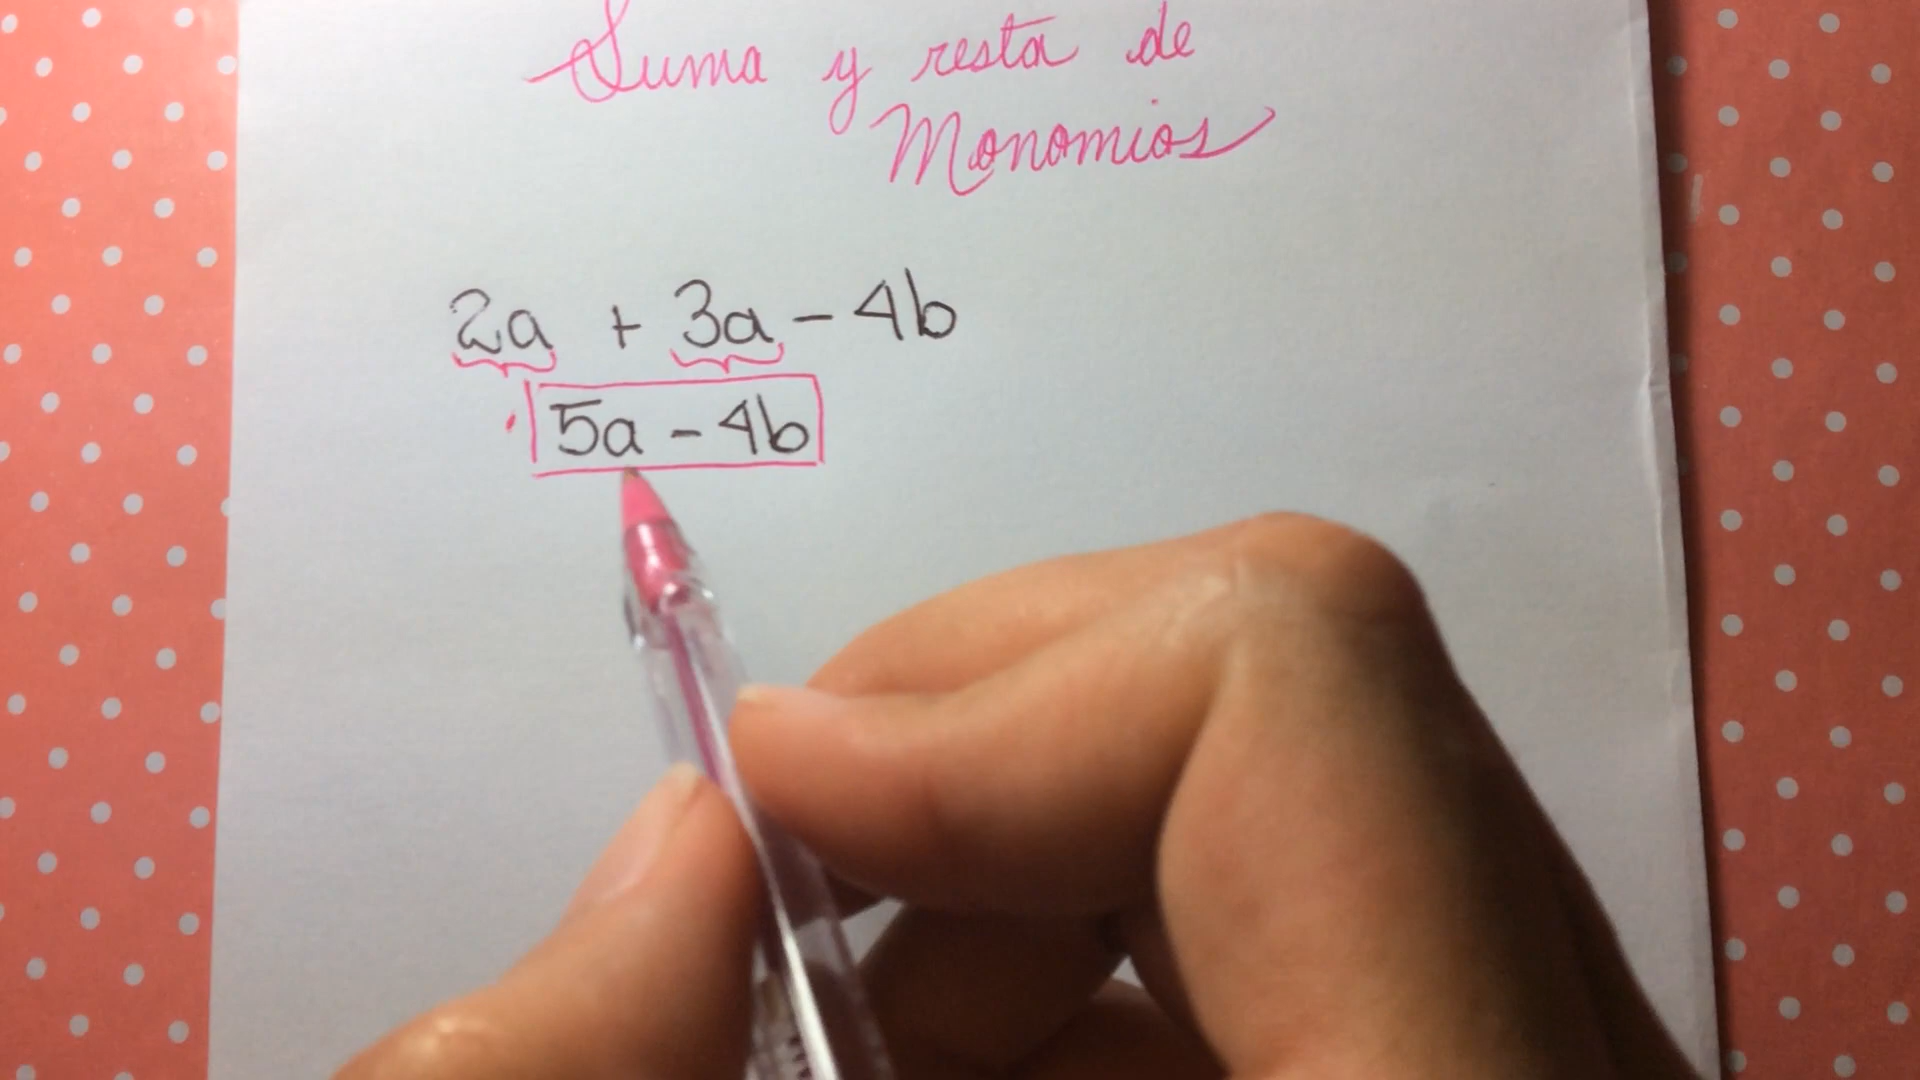 Suma y resta de
Monomios
2a + 3a - 4b
5a - 4b